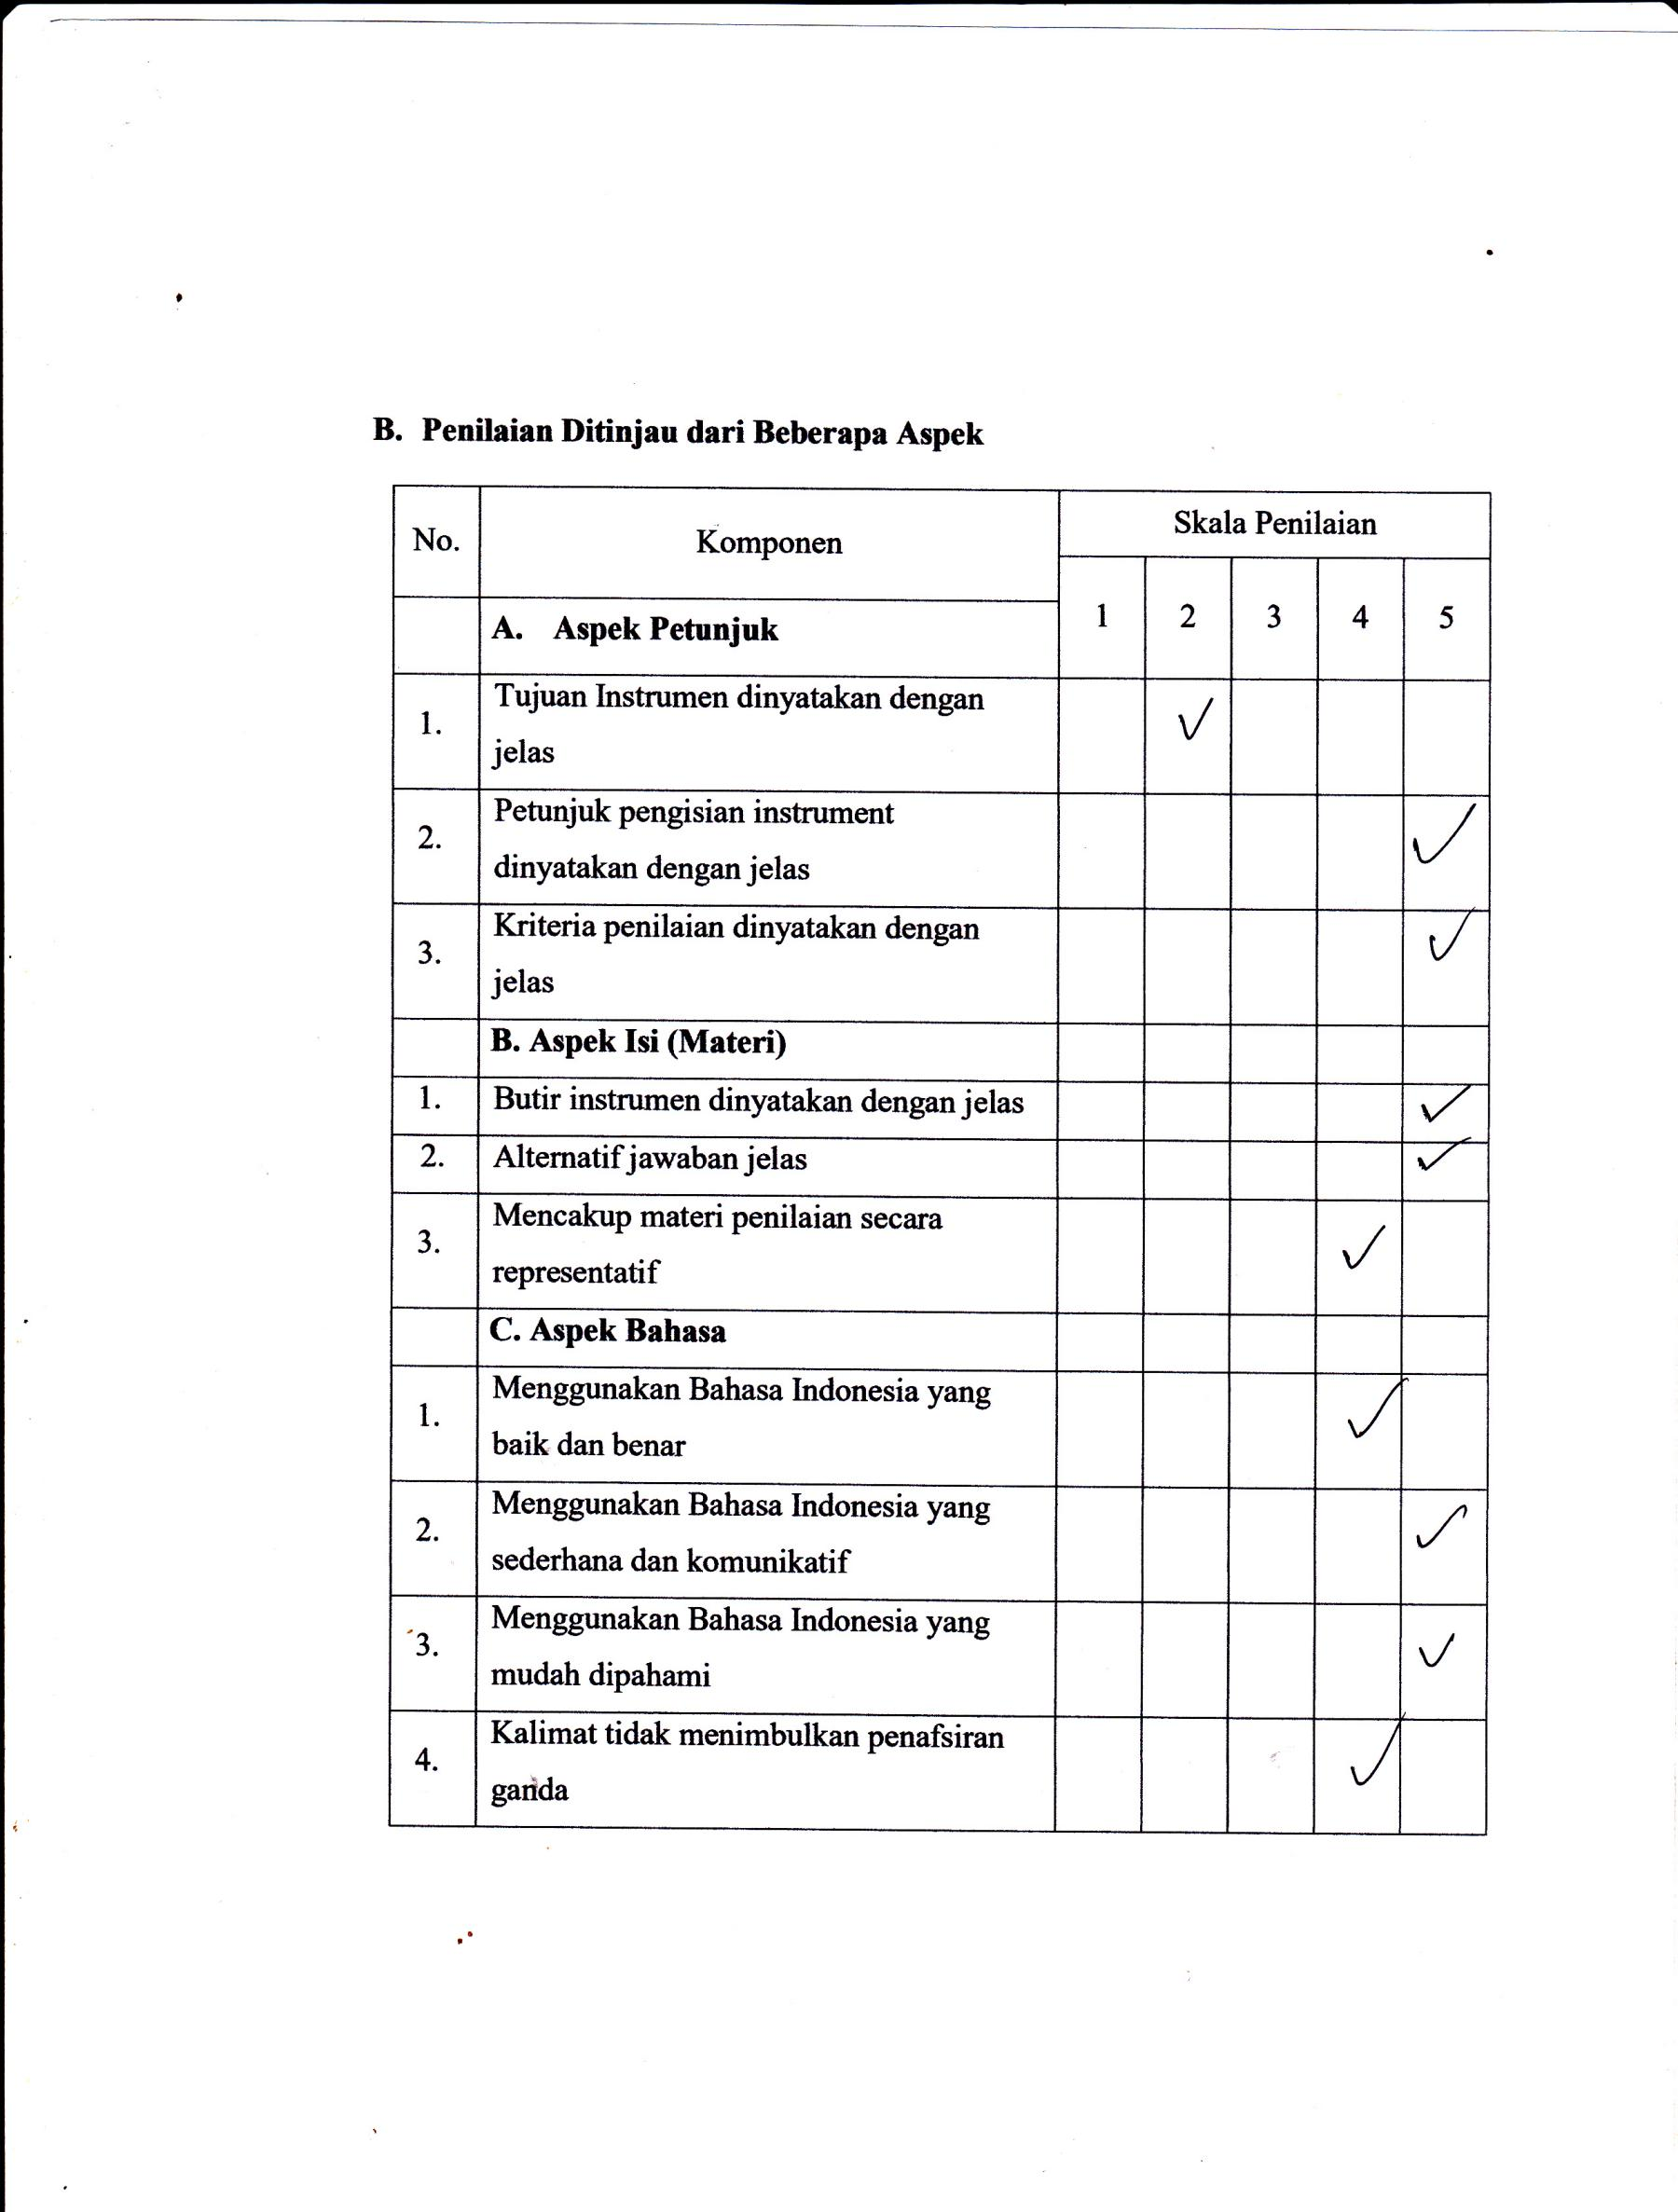 B. Penilaian Ditinjau dari Beberapa Aspek
No. Komponen Skala Penilaian
A. Aspek Petunjuk 1 2 3 4 5
1. Tujuan Instrumen dinyatakan dengan
jelas ✓
2. Petunjuk pengisian instrument
dinyatakan dengan jelas ✓
3. Kriteria penilaian dinyatakan dengan
jelas ✓
B. Aspek Isi (Materi)
1. Butir instrumen dinyatakan dengan jelas ✓
2. Alternatif jawaban jelas ✓
3. Mencakup materi penilaian secara
representatif ✓
C. Aspek Bahasa
1. Menggunakan Bahasa Indonesia yang
baik dan benar ✓
2. Menggunakan Bahasa Indonesia yang
sederhana dan komunikatif ✓
3. Menggunakan Bahasa Indonesia yang
mudah dipahami ✓
4. Kalimat tidak menimbulkan penafsiran
ganda ✓